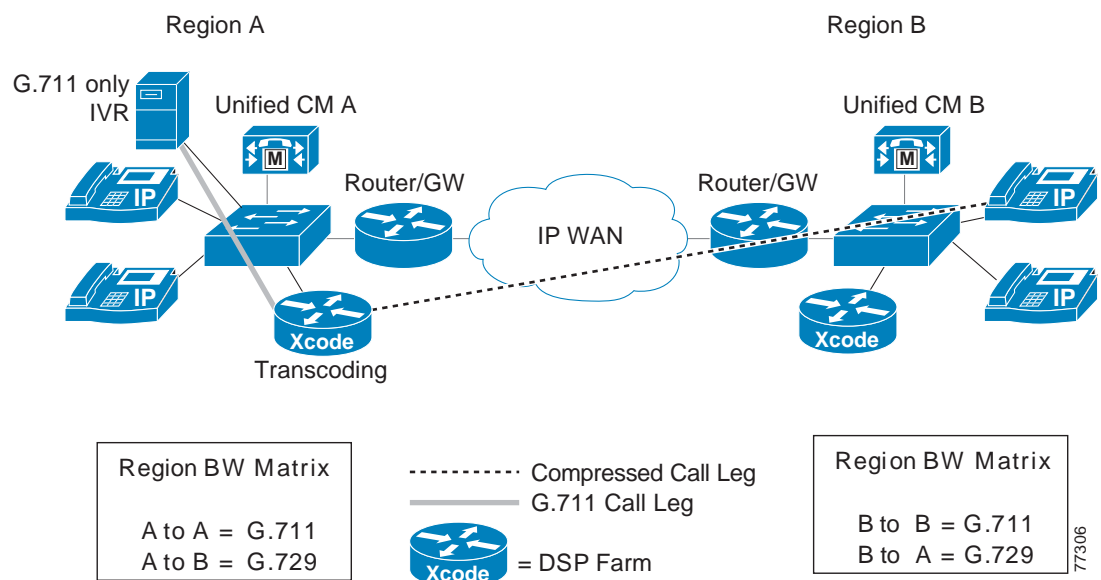 Region A
Region B
G.711 only
IVR
Unified CM A
Unified CM B
M
M
IP
Router/GW
Router/GW
IP
IP WAN
IP
IP
Xcode
Xcode
Transcoding
Region BW Matrix
A to A = G.711
A to B = G.729
Compressed Call Leg
G.711 Call Leg
Xcode
= DSP Farm
Region BW Matrix
B to B = G.711
B to A = G.729
77306